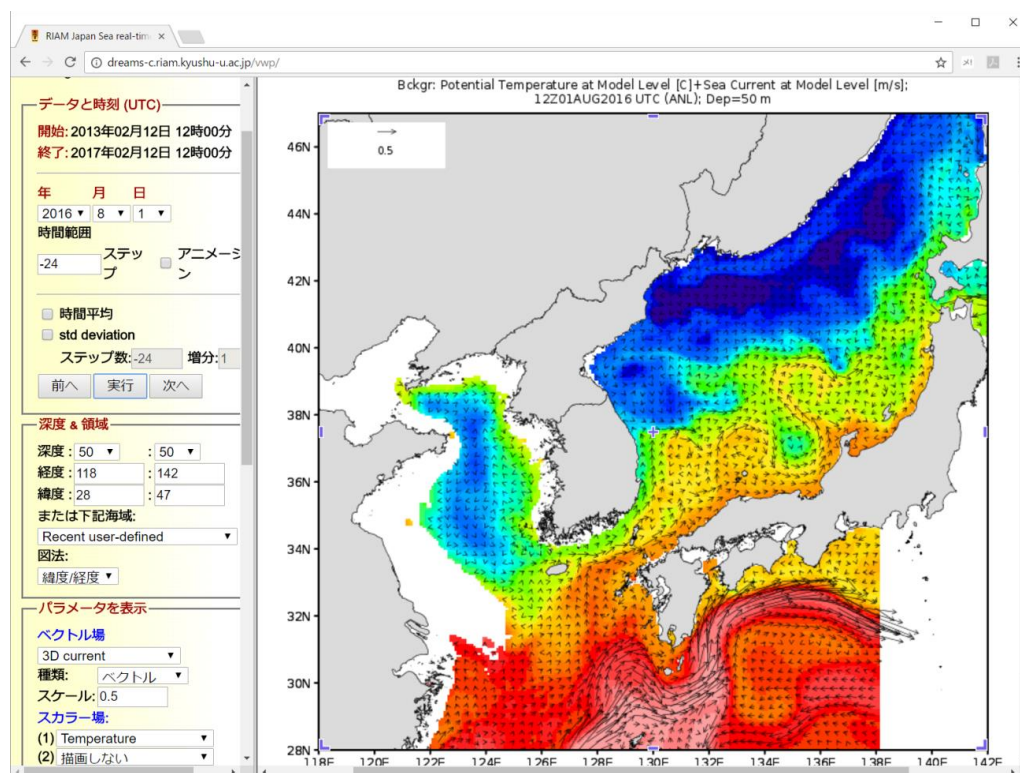 RIAM Japan Sea real-tim
dreams-c.riam.kyushu-u.ac.jp/vwp/
データと時刻 (UTC)
開始: 2013年02月12日 12時00分
終了: 2017年02月12日 12時00分
年 月 日
2016 8 1
時間範囲
-24 ステップ アニメーション
時間平均
std deviation
ステップ数: -24 増分: 1
前へ 実行 次へ
深度 & 領域
深度 : 50 : 50
経度 : 118 : 142
緯度 : 28 : 47
または下記海域:
Recent user-defined
図法:
緯度/経度
パラメータを表示
ベクトル場
3D current
種類: ベクトル
スケール: 0.5
スカラー場:
(1) Temperature
(2) 描画しない
Bckgr: Potential Temperature at Model Level [C]+Sea Current at Model Level [m/s];
12Z01AUG2016 UTC (ANL); Dep=50 m
0.5
46N
44N
42N
40N
38N
36N
34N
32N
30N
28N
118E 120E 122E 124E 126E 128E 130E 132E 134E 136E 138E 140E 142E